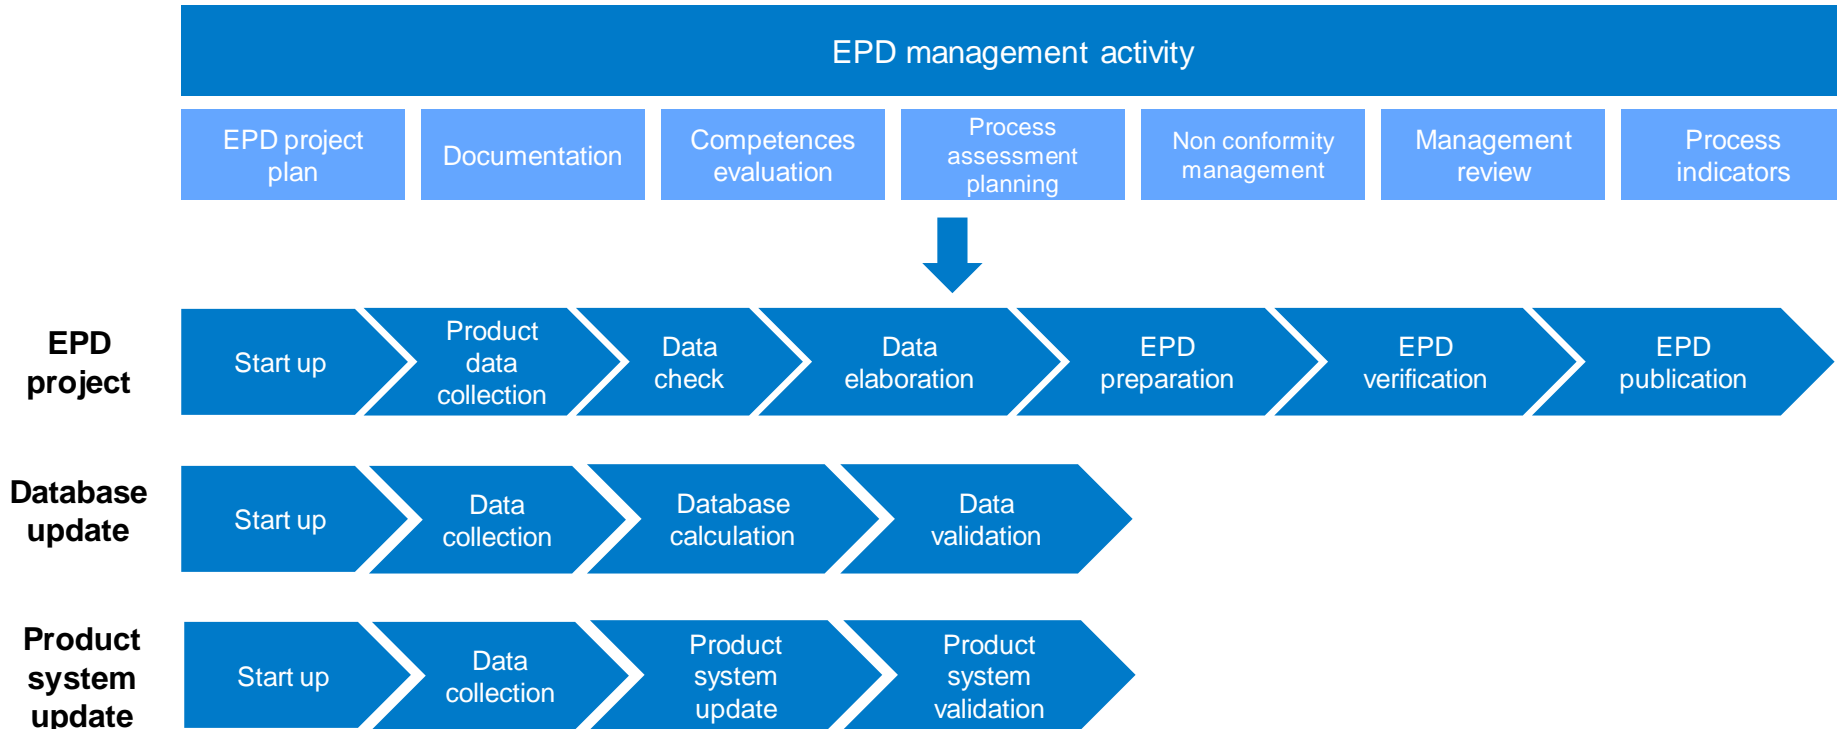 EPD management activity
EPD project
plan
Documentation
Competences
evaluation
Process
assessment
planning
Non conformity
management
Management
review
Process
indicators
EPD
project
Start up
Product
data
collection
Data
check
Data
elaboration
EPD
preparation
EPD
verification
EPD
publication
Database
update
Start up
Data
collection
Database
calculation
Data
validation
Product
system
update
Start up
Data
collection
Product
system
update
Product
system
validation